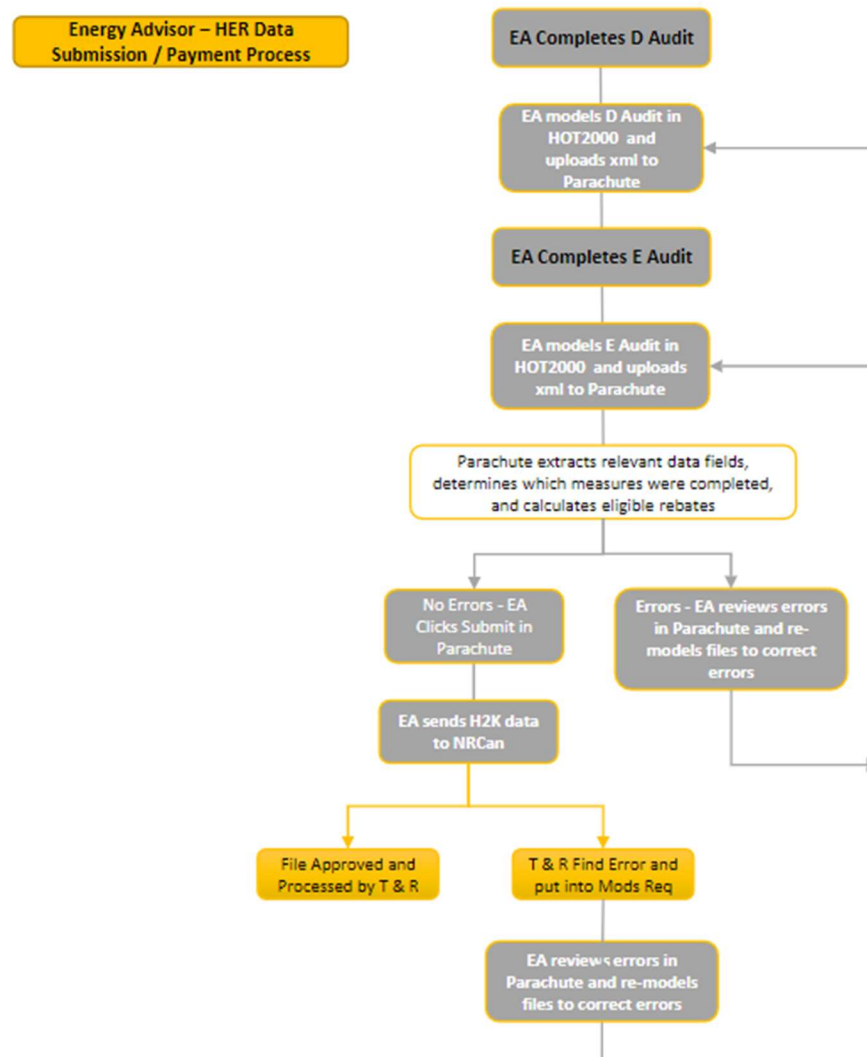 Energy Advisor – HER Data
Submission / Payment Process
EA Completes D Audit
EA models D Audit in
HOT2000 and
uploads xml to
Parachute
EA Completes E Audit
EA models E Audit in
HOT2000 and uploads
xml to Parachute
Parachute extracts relevant data fields,
determines which measures were completed,
and calculates eligible rebates
No Errors - EA
Clicks Submit in
Parachute
Errors - EA reviews errors
in Parachute and re-
models files to correct
errors
EA sends H2K data
to NRCan
File Approved and
Processed by T & R
T & R Find Error and
put into Mods Req
EA reviews errors in
Parachute and re-models
files to correct errors